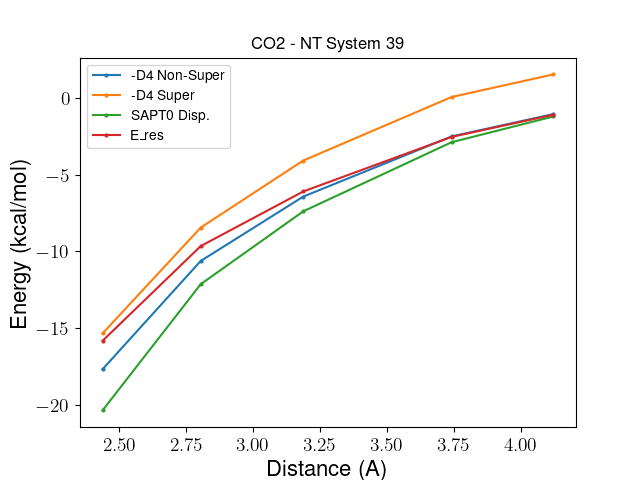 CO2 - NT System 39
-D4 Non-Super
-D4 Super
SAPT0 Disp.
E_res
Energy (kcal/mol)
0
−5
−10
−15
−20
2.50 2.75 3.00 3.25 3.50 3.75 4.00
Distance (A)